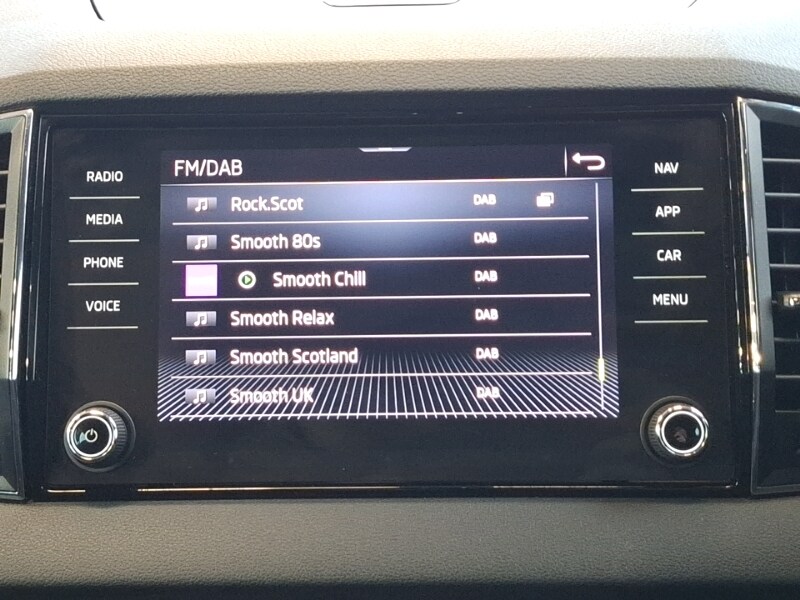 FM/DAB
RADIO
MEDIA
PHONE
VOICE
Rock.Scot DAB
Smooth 80s DAB
Smooth Chill DAB
Smooth Relax DAB
Smooth Scotland DAB
Smooth UK DAB
NAV
APP
CAR
MENU